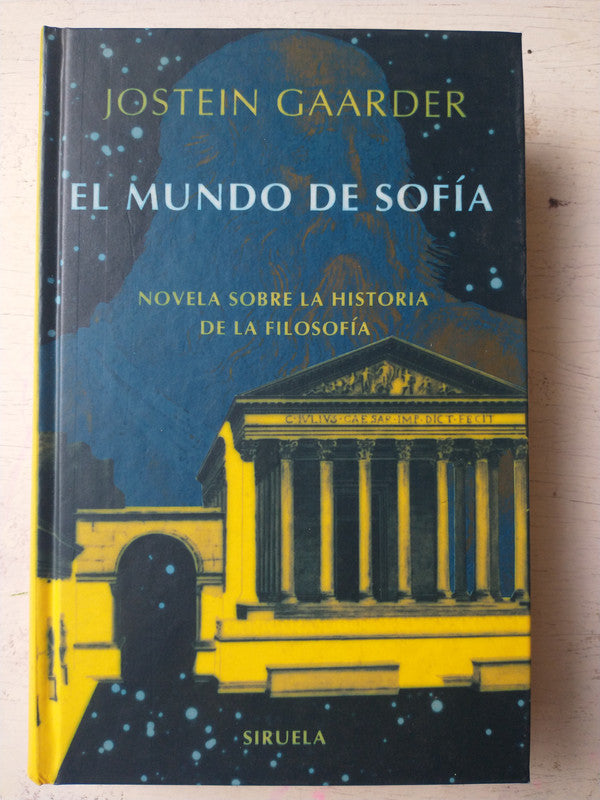 JOSTEIN GAARDER
EL MUNDO DE SOFÍA
NOVELA SOBRE LA HISTORIA
DE LA FILOSOFÍA
C·IVLIVS·CAESAR·IMP·DICT·FECIT
SIRUELA